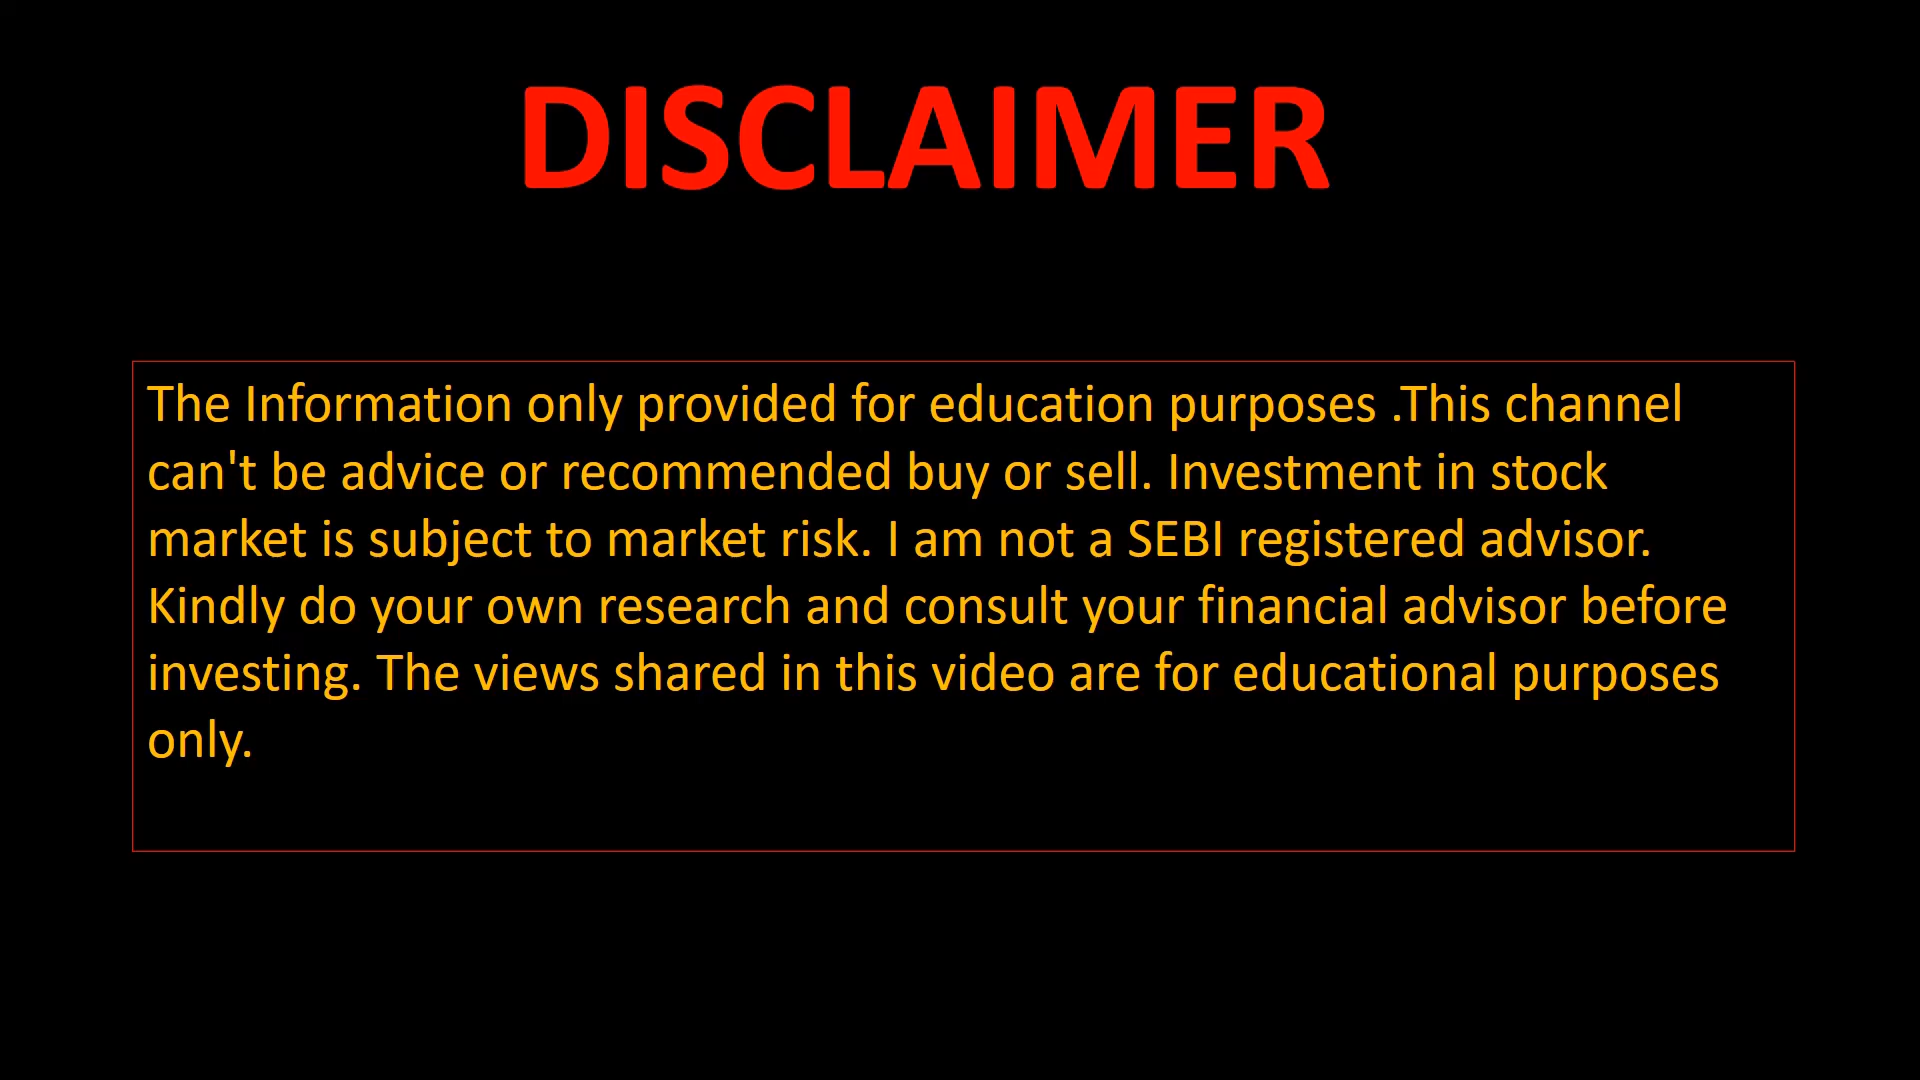 DISCLAIMER
The Information only provided for education purposes .This channel
can't be advice or recommended buy or sell. Investment in stock
market is subject to market risk. I am not a SEBI registered advisor.
Kindly do your own research and consult your financial advisor before
investing. The views shared in this video are for educational purposes
only.